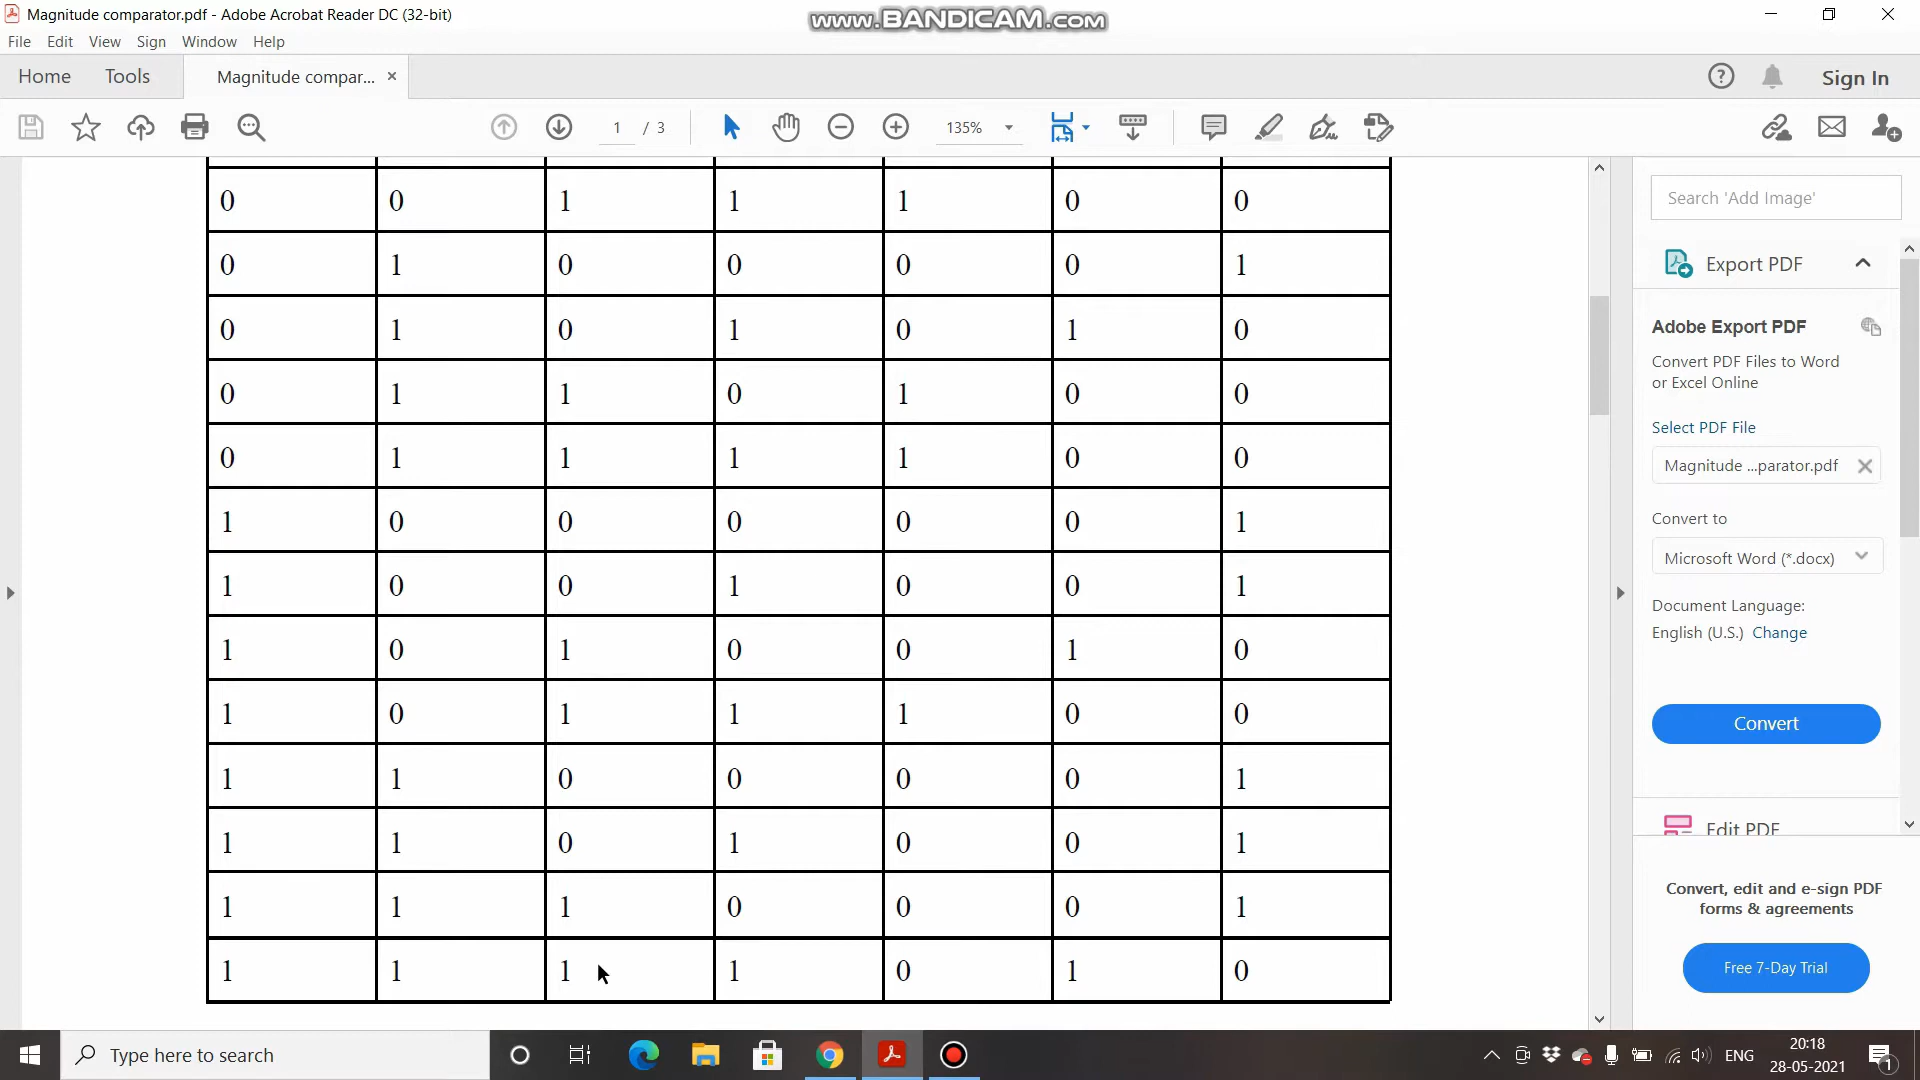 Magnitude comparator.pdf - Adobe Acrobat Reader DC (32-bit)
www.BANDICAM.com
File Edit View Sign Window Help
Home Tools Magnitude compar... ×
Sign In
1 / 3 135%
0 0 1 1 1 0 0
0 1 0 0 0 0 1
0 1 0 1 0 1 0
0 1 1 0 1 0 0
0 1 1 1 1 0 0
1 0 0 0 0 0 1
1 0 0 1 0 0 1
1 0 1 0 0 1 0
1 0 1 1 1 0 0
1 1 0 0 0 0 1
1 1 0 1 0 0 1
1 1 1 0 0 0 1
1 1 1 1 0 1 0
Search 'Add Image'
Export PDF
Adobe Export PDF
Convert PDF Files to Word
or Excel Online
Select PDF File
Magnitude ...parator.pdf
Convert to
Microsoft Word (*.docx)
Document Language:
English (U.S.) Change
Convert
Edit PDF
Convert, edit and e-sign PDF
forms & agreements
Free 7-Day Trial
Type here to search
ENG
20:18
28-05-2021
1